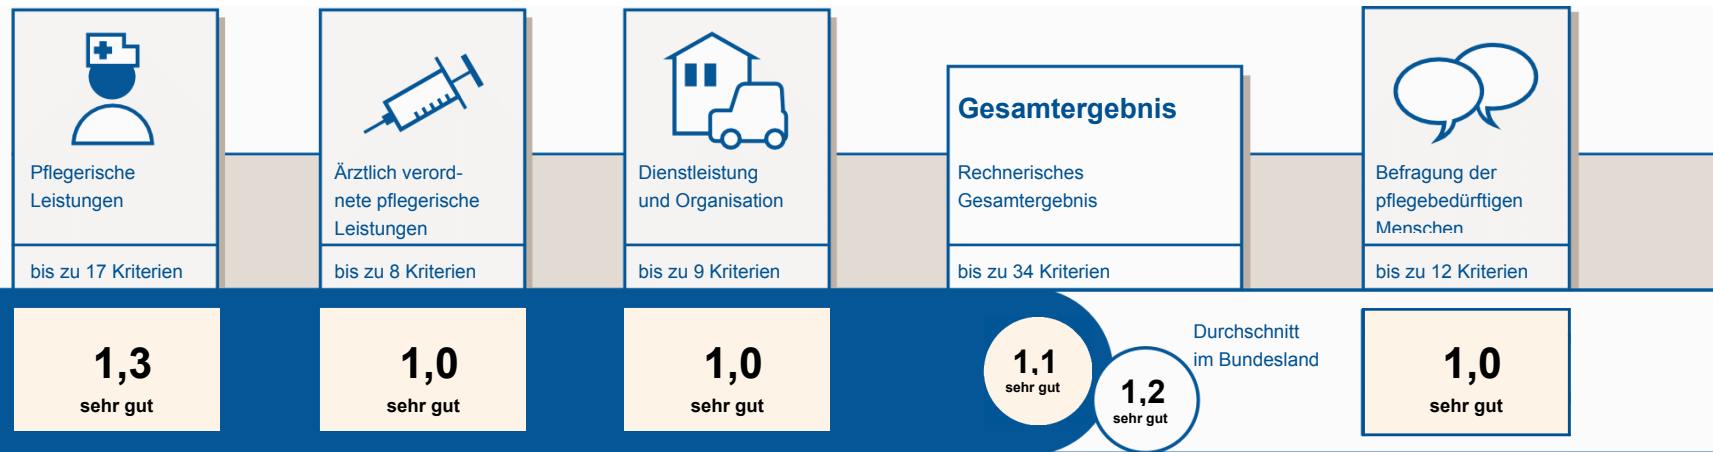 Pflegerische
Leistungen
bis zu 17 Kriterien
1,3
sehr gut
Ärztlich verord-
nete pflegerische
Leistungen
bis zu 8 Kriterien
1,0
sehr gut
Dienstleistung
und Organisation
bis zu 9 Kriterien
1,0
sehr gut
Gesamtergebnis
Rechnerisches
Gesamtergebnis
bis zu 34 Kriterien
1,1
sehr gut
1,2
sehr gut
Durchschnitt
im Bundesland
Befragung der
pflegebedürftigen
Menschen
bis zu 12 Kriterien
1,0
sehr gut